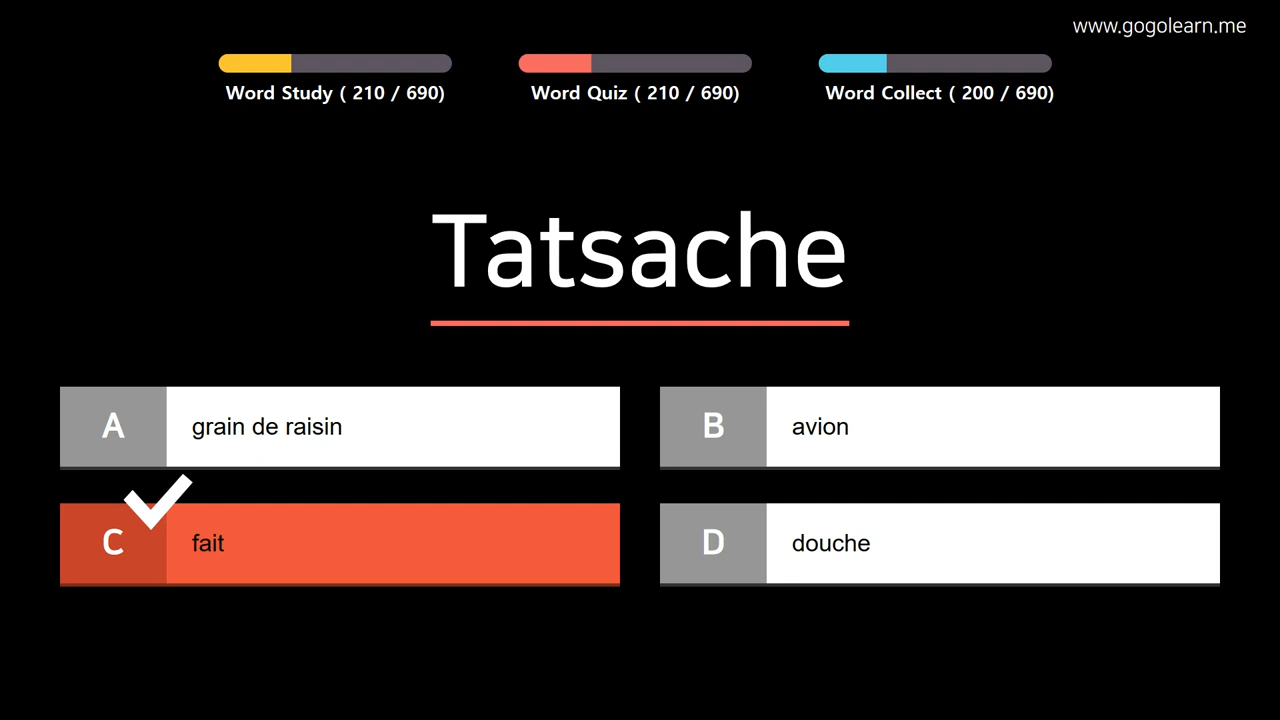 www.gogolearn.me
Word Study ( 210 / 690)
Word Quiz ( 210 / 690)
Word Collect ( 200 / 690)
Tatsache
A grain de raisin
B avion
C fait
D douche